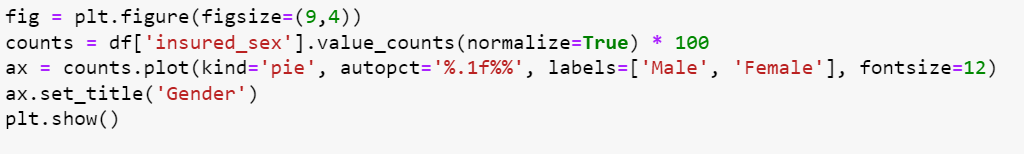 fig = plt.figure(figsize=(9,4))
counts = df['insured_sex'].value_counts(normalize=True) * 100
ax = counts.plot(kind='pie', autopct='%.1f%%', labels=['Male', 'Female'], fontsize=12)
ax.set_title('Gender')
plt.show()